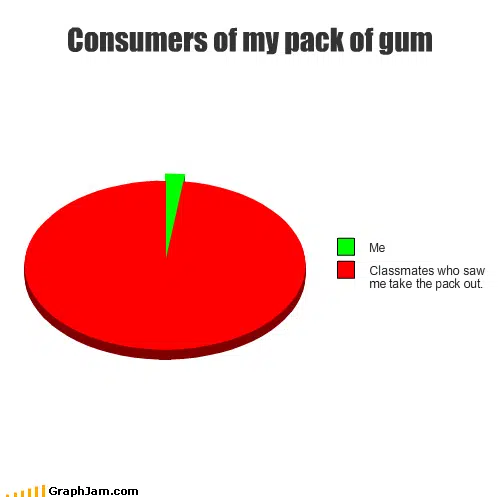 Consumers of my pack of gum
Me
Classmates who saw
me take the pack out.
GraphJam.com